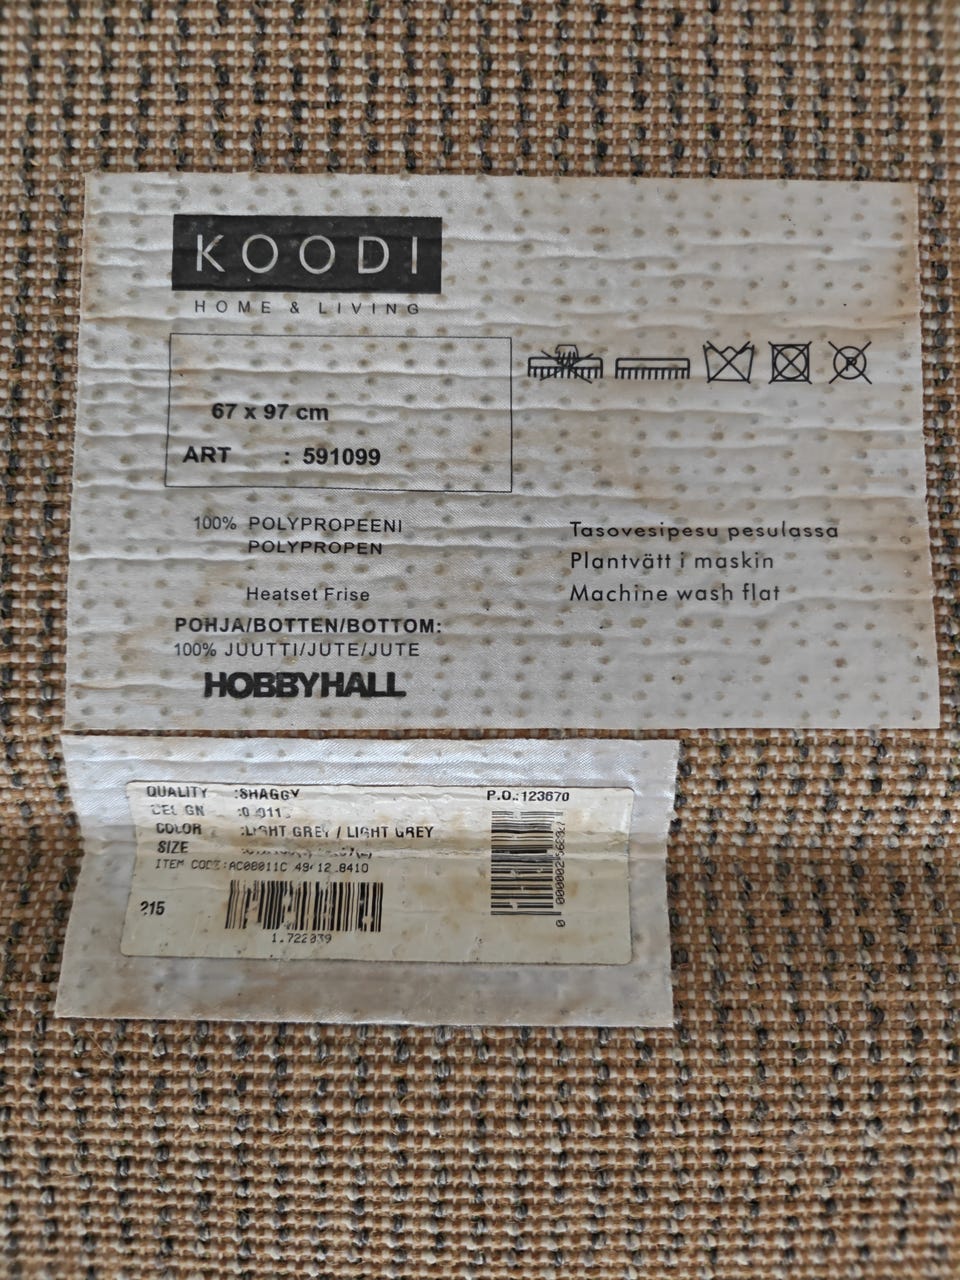 KOODI
HOME & LIVING
67 x 97 cm
ART : 591099
100% POLYPROPEENI
POLYPROPEN
Heatset Frise
POHJA/BOTTEN/BOTTOM:
100% JUUTTI/JUTE/JUTE
HOBBYHALL
P
Tasovesipesu pesulassa
Plantvätt i maskin
Machine wash flat
QUALITY :SHAGGY
P.O.:123670
COLOR :LIGHT GREY / LIGHT GREY
SIZE
ITEM CODE
215